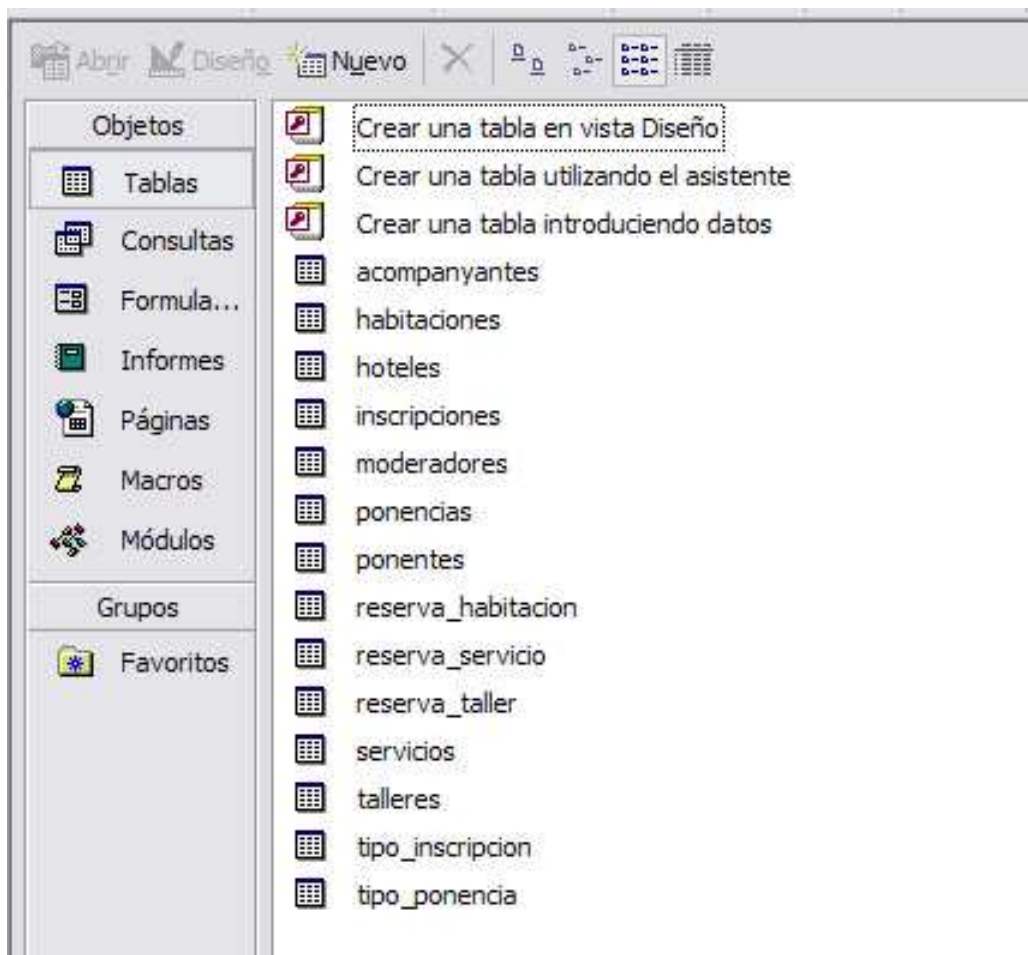 Abrir Diseño Nuevo
Objetos
Tablas
Consultas
Formula...
Informes
Páginas
Macros
Módulos
Grupos
Favoritos
Crear una tabla en vista Diseño
Crear una tabla utilizando el asistente
Crear una tabla introduciendo datos
acompanyantes
habitaciones
hoteles
inscripciones
moderadores
ponencias
ponentes
reserva_habitacion
reserva_servicio
reserva_taller
servicios
talleres
tipo_inscripcion
tipo_ponencia